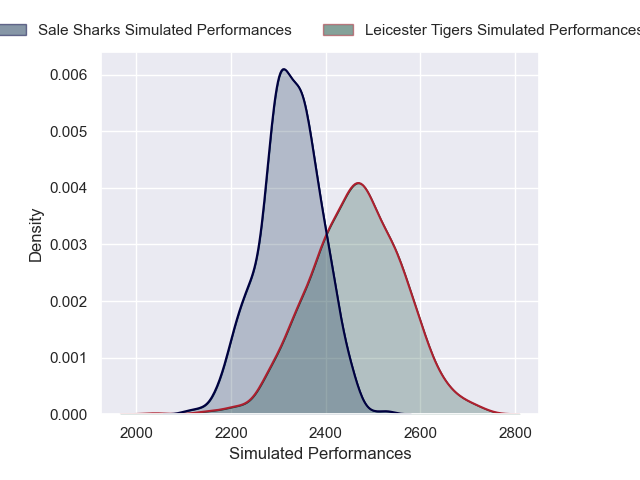 Sale Sharks Simulated Performances
Leicester Tigers Simulated Performances
0.006
0.005
0.004
0.003
0.002
0.001
0.000
Density
2000 2200 2400 2600 2800
Simulated Performances